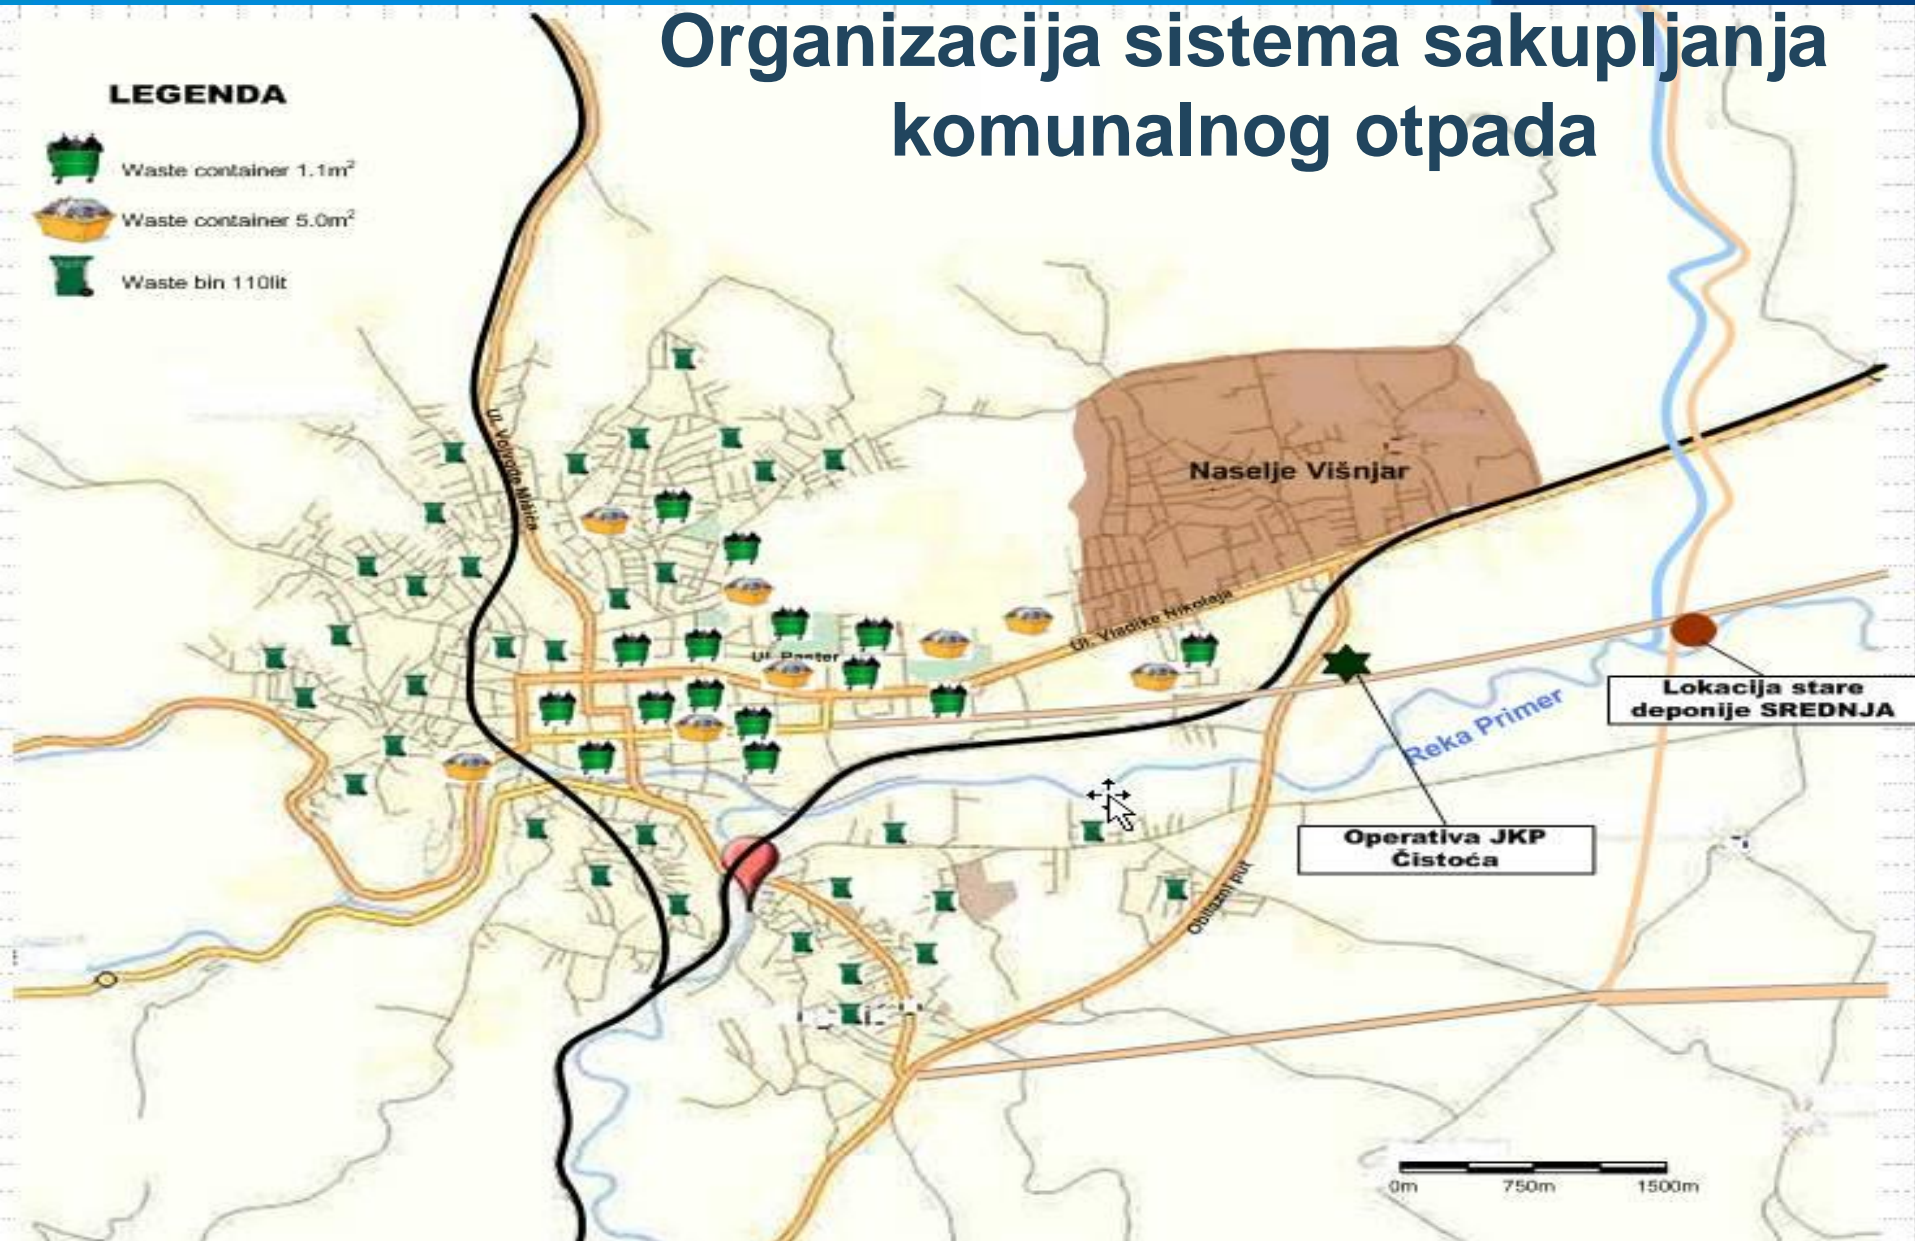 Organizacija sistema sakupljanja
komunalnog otpada
LEGENDA
Waste container 1.1m²
Waste container 5.0m²
Waste bin 110lit
Ul. Vojvode Mišića
Naselje Višnjar
Ul. Vladike Nikolaja
Ul. Paster
Lokacija stare
deponije SREDNJA
Reka Primer
Operativa JKP
Čistoća
Obilazni put
0m 750m 1500m